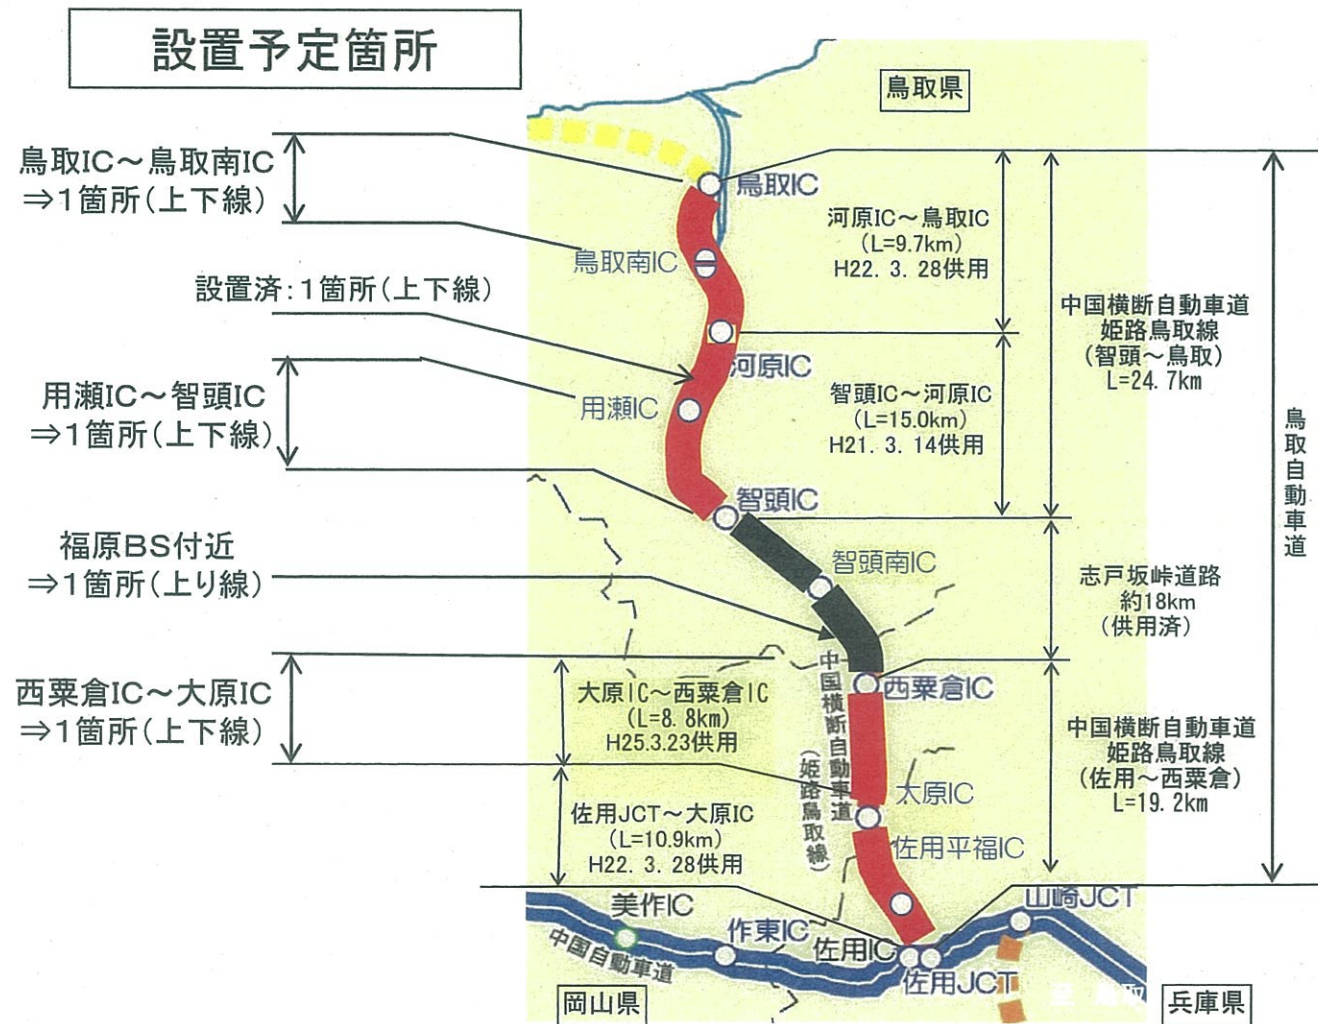 設置予定箇所
鳥取県
鳥取IC～鳥取南IC
⇒1箇所(上下線)
鳥取IC
鳥取南IC
設置済:1箇所(上下線)
河原IC
用瀬IC
用瀬IC～智頭IC
⇒1箇所(上下線)
智頭IC
智頭南IC
福原BS付近
⇒1箇所(上り線)
西粟倉IC
西粟倉IC～大原IC
⇒1箇所(上下線)
大原IC～西粟倉IC
(L=8.8km)
H25.3.23供用
佐用JCT～大原IC
(L=10.9km)
H22.3.28供用
中国横断自動車道
(姫路鳥取線)
大原IC
佐用平福IC
河原IC～鳥取IC
(L=9.7km)
H22.3.28供用
智頭IC～河原IC
(L=15.0km)
H21.3.14供用
中国横断自動車道
姫路鳥取線
(智頭～鳥取)
L=24.7km
志戸坂峠道路
約18km
(供用済)
中国横断自動車道
姫路鳥取線
(佐用～西粟倉)
L=19.2km
鳥取自動車道
美作IC
中国自動車道
作東IC
佐用IC
佐用JCT
山崎JCT
岡山県
兵庫県